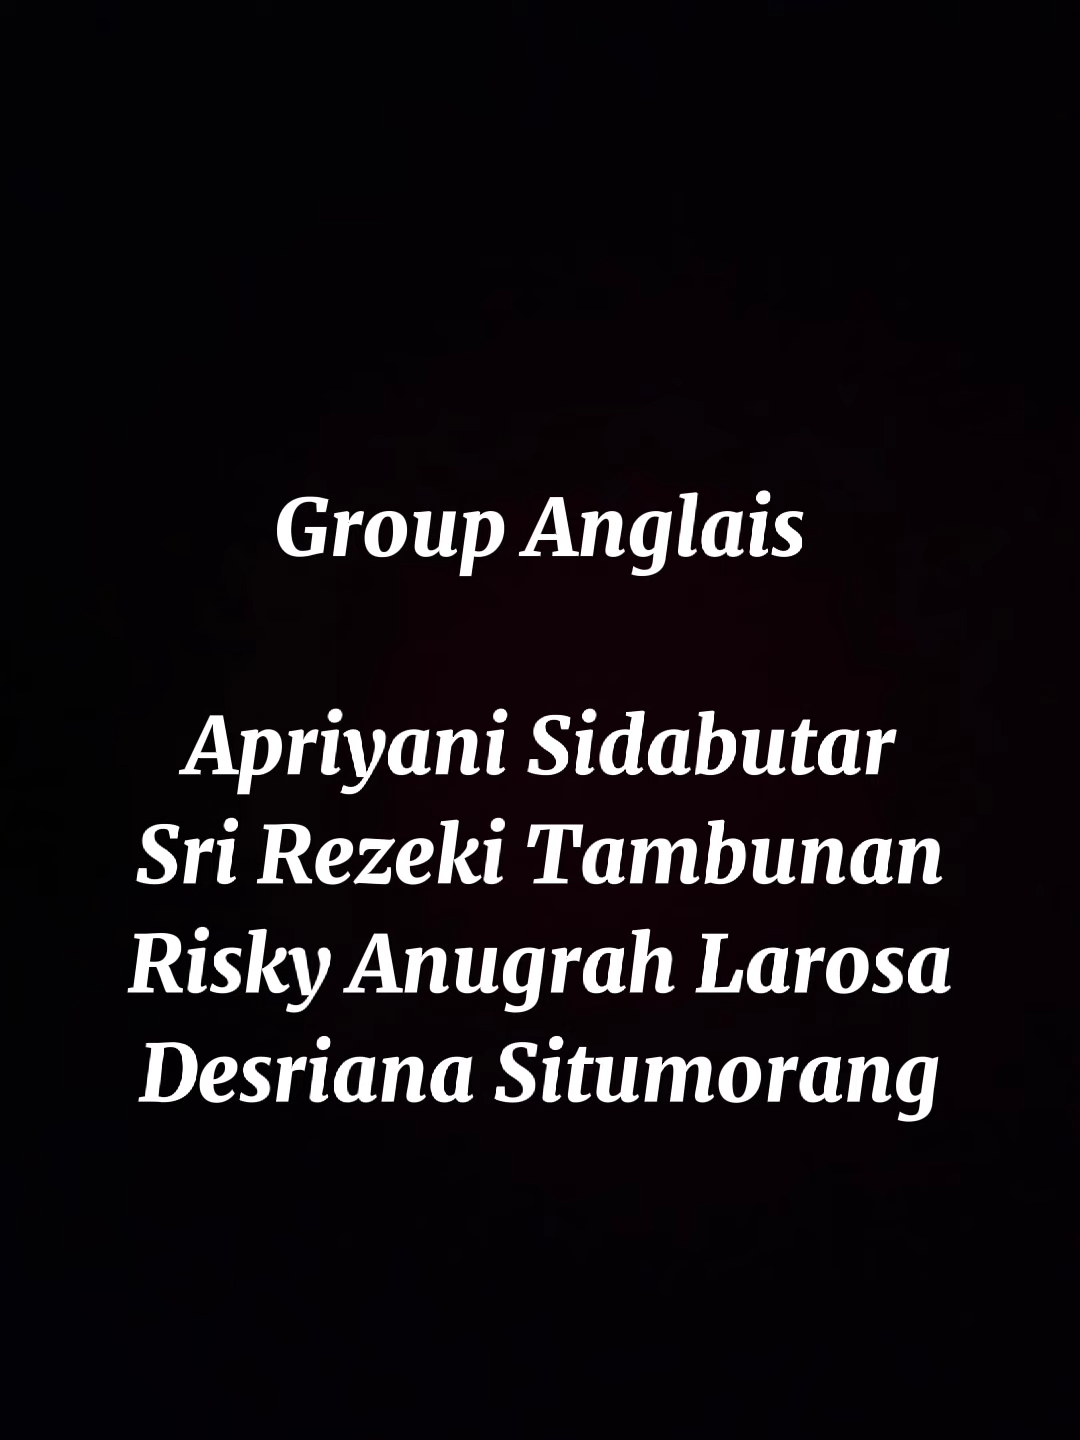 Group Anglais
Apriyani Sidabutar
Sri Rezeki Tambunan
Risky Anugrah Larosa
Desriana Situmorang